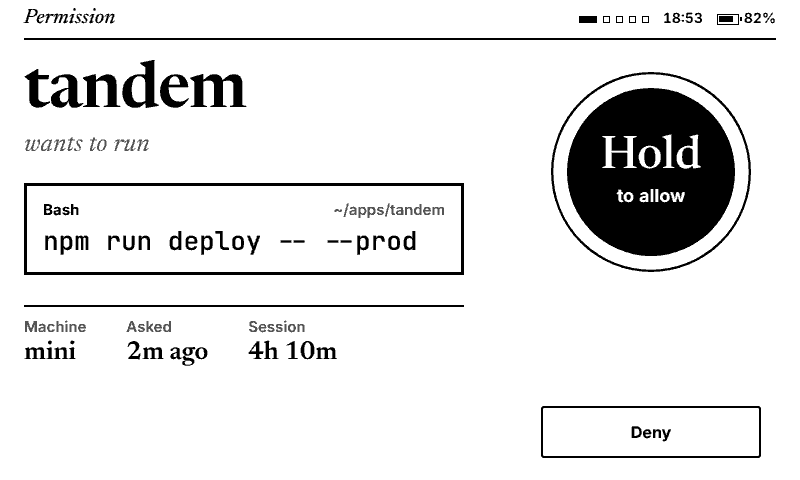 Permission
18:53 82%
tandem
wants to run
Bash ~/apps/tandem
npm run deploy -- --prod
Hold
to allow
Machine Asked Session
mini 2m ago 4h 10m
Deny